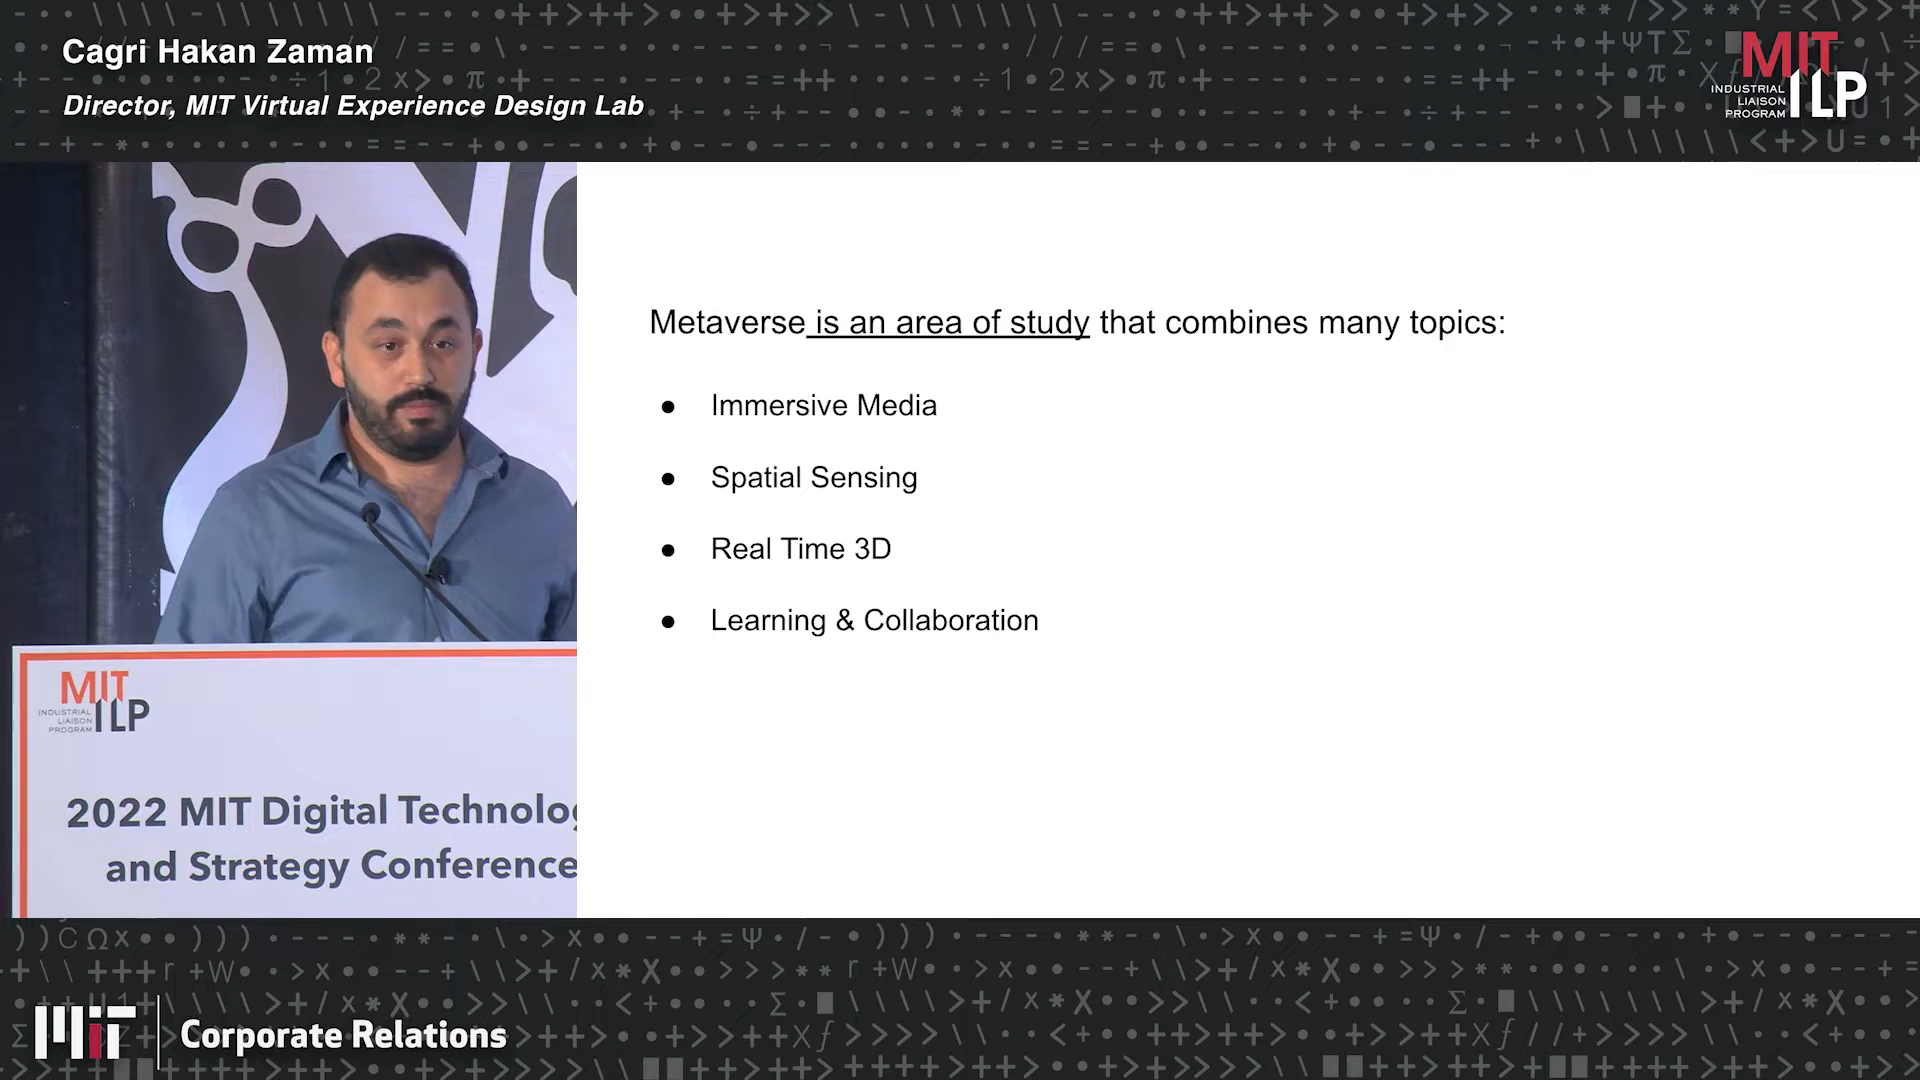 Cagri Hakan Zaman
Director, MIT Virtual Experience Design Lab
MIT
INDUSTRIAL
LIAISON
PROGRAM
ILP
Metaverse is an area of study that combines many topics:
● Immersive Media
● Spatial Sensing
● Real Time 3D
● Learning & Collaboration
MIT
INDUSTRIAL
LIAISON
PROGRAM
ILP
2022 MIT Digital Technolog
and Strategy Conference
MIT
Corporate Relations